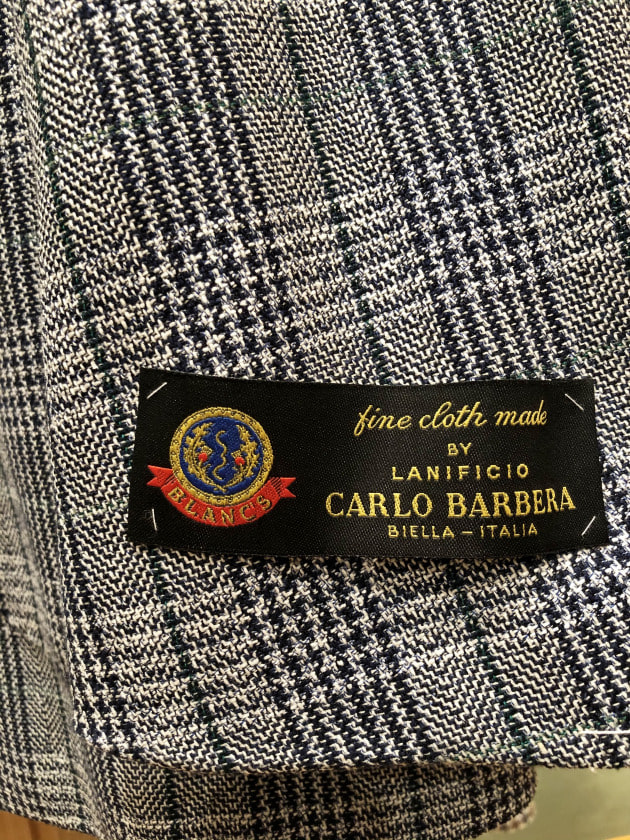 BLANCS
fine cloth made
BY
LANIFICIO
CARLO BARBERA
BIELLA – ITALIA